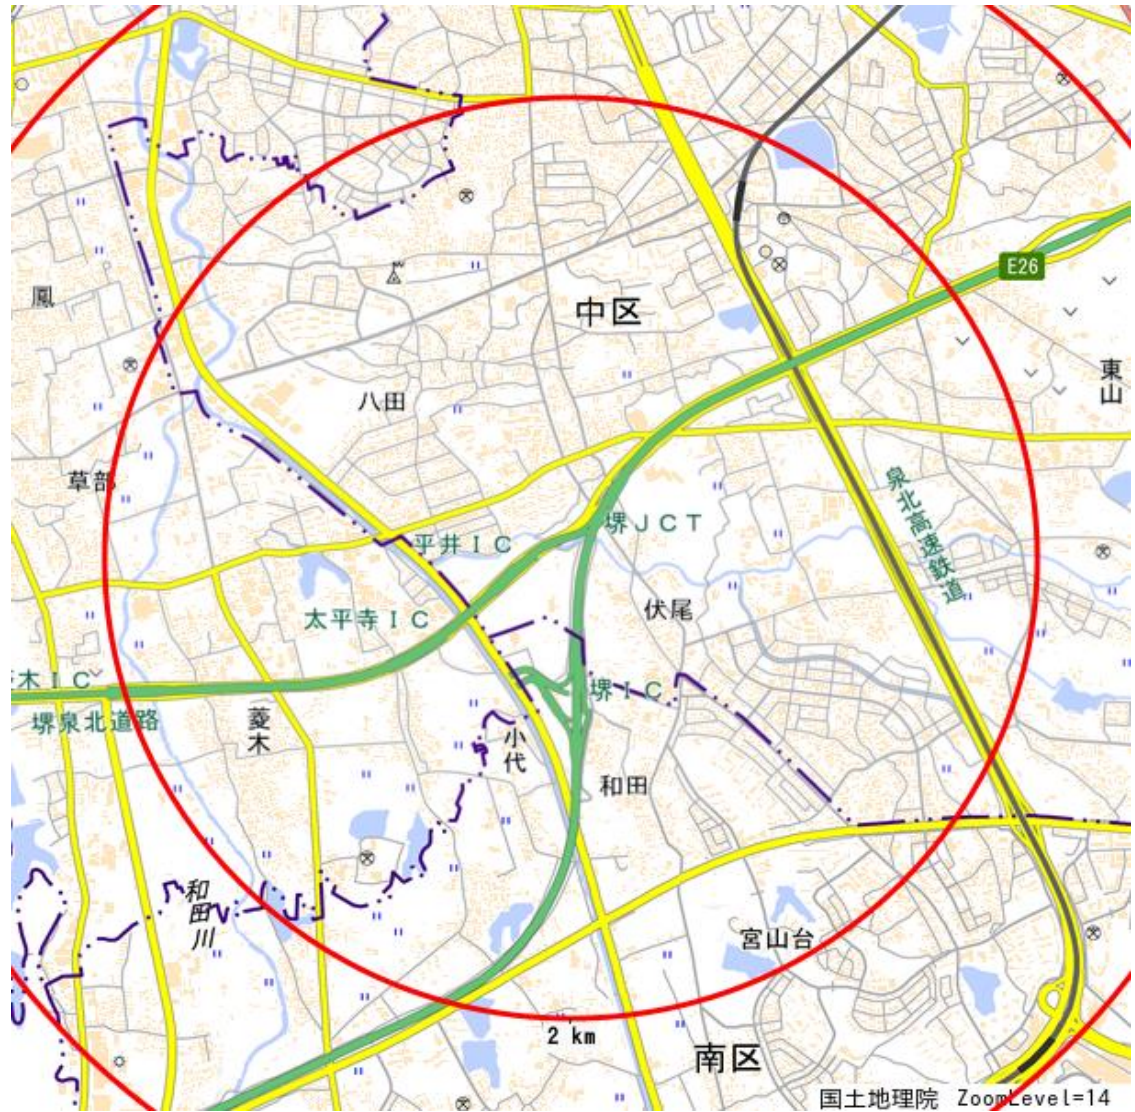 E26
鳳
中区
東山
八田
草部
泉北高速鉄道
堺JCT
平井IC
太平寺IC
伏尾
木IC
堺IC
堺泉北道路
菱木
小代
和田
和田川
宮山台
2 km
南区
国土地理院 ZoomLevel=14